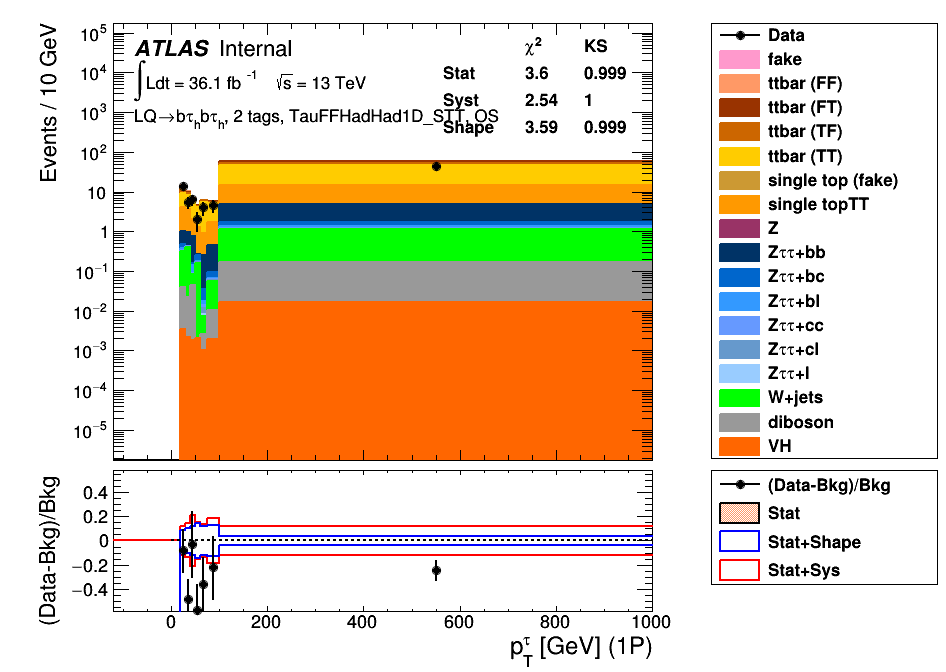 Events / 10 GeV
10⁵
10⁴
10³
10²
10
1
10⁻¹
10⁻²
10⁻³
10⁻⁴
10⁻⁵
ATLAS Internal
∫Ldt = 36.1 fb⁻¹ √s = 13 TeV
LQ→bτₕbτₕ, 2 tags, TauFFHadHad1D_STT, OS
χ² KS
Stat 3.6 0.999
Syst 2.54 1
Shape 3.59 0.999
Data
fake
ttbar (FF)
ttbar (FT)
ttbar (TF)
ttbar (TT)
single top (fake)
single topTT
Z
Zττ+bb
Zττ+bc
Zττ+bl
Zττ+cc
Zττ+cl
Zττ+l
W+jets
diboson
VH
(Data-Bkg)/Bkg
0.4
0.2
0
−0.2
−0.4
0 200 400 600 800 1000
p_T^τ [GeV] (1P)
(Data-Bkg)/Bkg
Stat
Stat+Shape
Stat+Sys